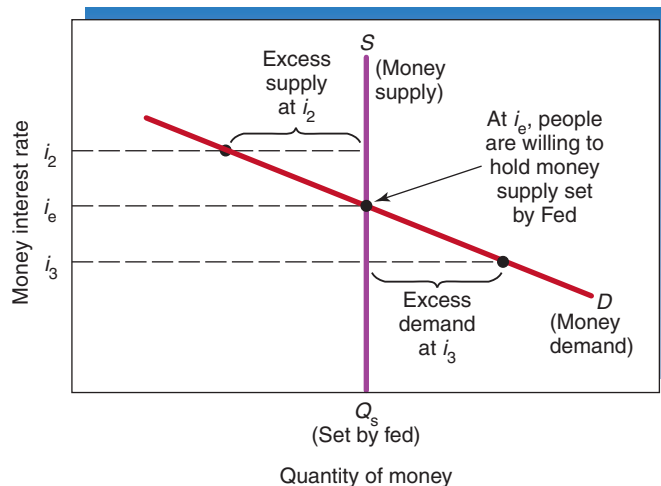 S
(Money
supply)
Excess
supply
at i2
At ie, people
are willing to
hold money
supply set
by Fed
Money interest rate
i2
ie
i3
Excess
demand
at i3
D
(Money
demand)
Qs
(Set by fed)
Quantity of money